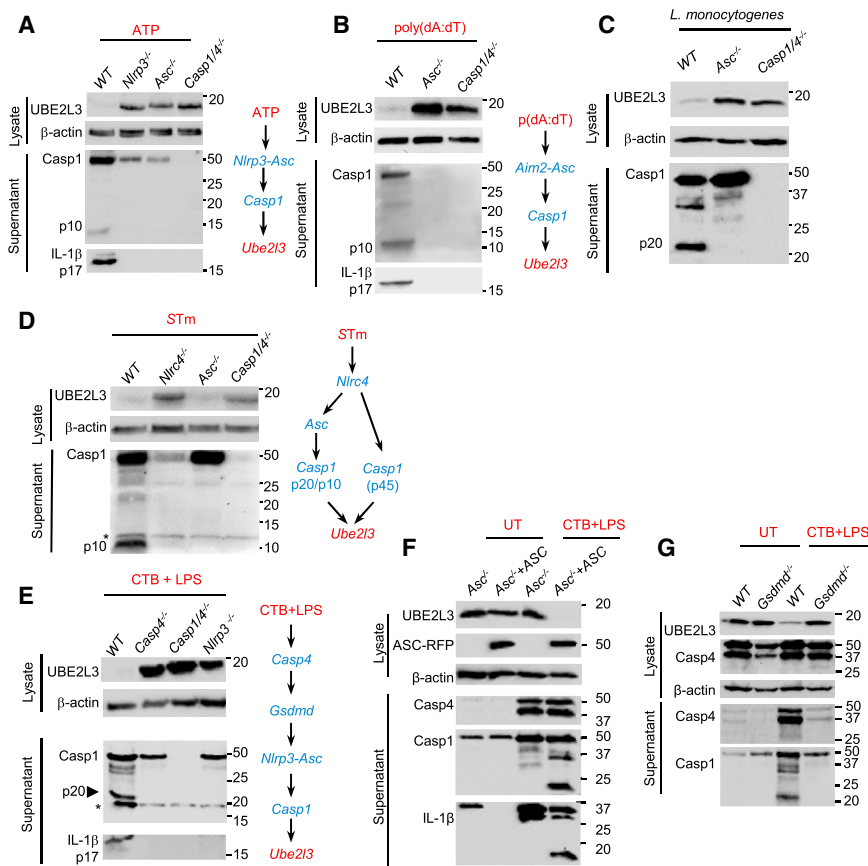 A
ATP
WT Nlrp3-/- Asc-/- Casp1/4-/-
Lysate
UBE2L3
20
β-actin
Supernatant
Casp1
50
25
20
15
10
p10
IL-1β
p17
15
ATP
Nlrp3-Asc
Casp1
Ube2l3
B
poly(dA:dT)
WT Asc-/- Casp1/4-/-
Lysate
UBE2L3
20
β-actin
Supernatant
Casp1
50
37
25
20
15
p10
10
IL-1β
p17
15
p(dA:dT)
Aim2-Asc
Casp1
Ube2l3
C
L. monocytogenes
WT Asc-/- Casp1/4-/-
Lysate
UBE2L3
20
β-actin
Supernatant
Casp1
50
37
25
p20
20
D
STm
WT Nlrc4-/- Asc-/- Casp1/4-/-
Lysate
UBE2L3
20
β-actin
Supernatant
Casp1
50
25
20
15
*
p10
10
STm
Nlrc4
Asc
Casp1
p20/p10
Casp1
(p45)
Ube2l3
E
CTB + LPS
WT Casp4-/- Casp1/4-/- Nlrp3-/-
Lysate
UBE2L3
20
β-actin
Supernatant
Casp1
50
37
25
p20
*
20
IL-1β
p17
15
CTB+LPS
Casp4
Gsdmd
Nlrp3-Asc
Casp1
Ube2l3
F
UT CTB+LPS
Asc-/- Asc-/-+ASC Asc-/- Asc-/-+ASC
Lysate
UBE2L3
20
ASC-RFP
50
β-actin
Supernatant
Casp4
50
37
Casp1
50
37
25
IL-1β
37
25
20
15
G
UT CTB+LPS
WT Gsdmd-/- WT Gsdmd-/-
Lysate
UBE2L3
20
15
Casp4
50
37
β-actin
Supernatant
Casp4
50
37
25
Casp1
50
37
25
20